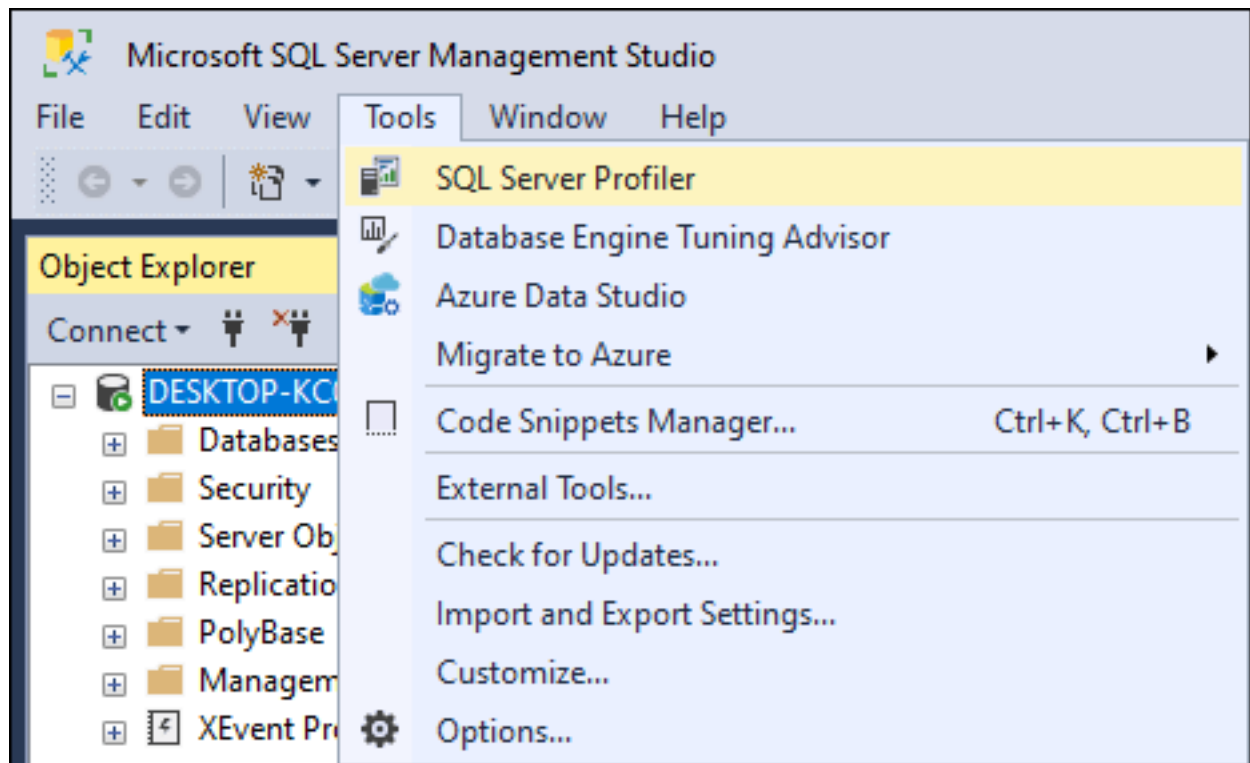 Microsoft SQL Server Management Studio
File Edit View Tools Window Help
SQL Server Profiler
Database Engine Tuning Advisor
Azure Data Studio
Migrate to Azure
Code Snippets Manager... Ctrl+K, Ctrl+B
External Tools...
Check for Updates...
Import and Export Settings...
Customize...
Options...
Object Explorer
Connect
Databases
Security
Server
PolyBase
XEvent